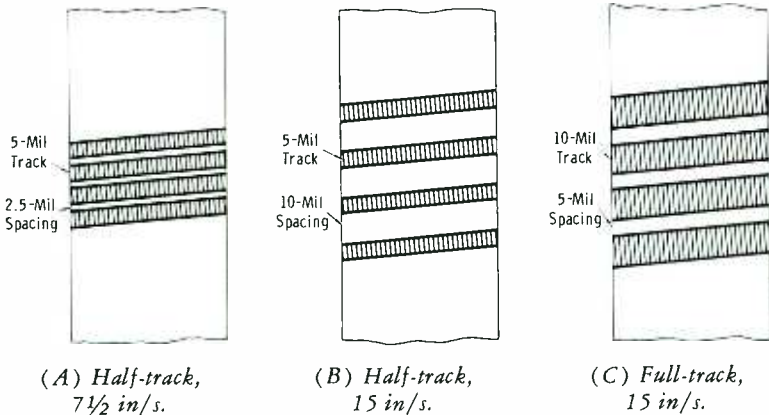 5-Mil
Track
2.5-Mil
Spacing
(A) Half-track,
7½ in/s.
5-Mil
Track
10-Mil
Spacing
(B) Half-track,
15 in/s.
10-Mil
Track
5-Mil
Spacing
(C) Full-track,
15 in/s.